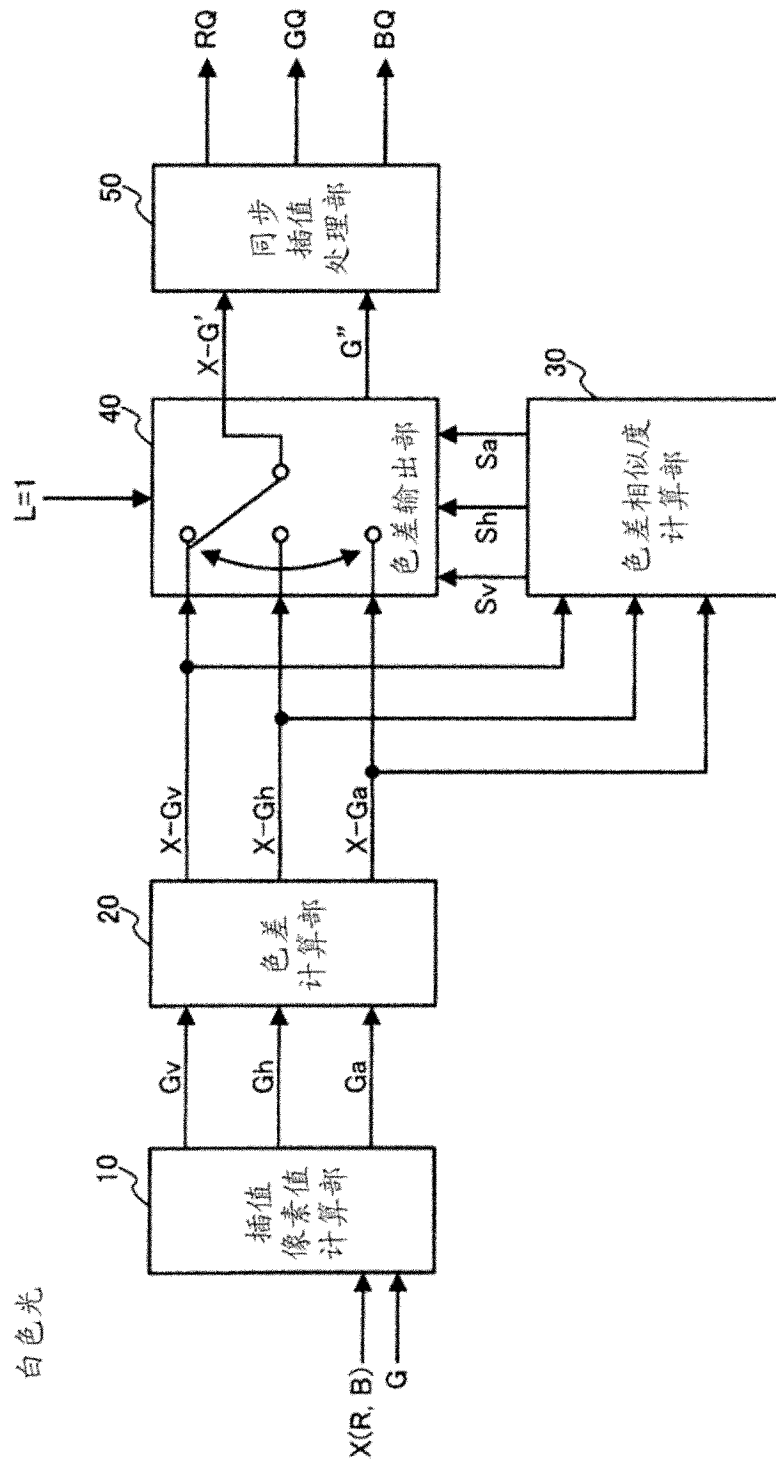 白色光
X(R, B)
G
10
插值
像素值
计算部
Gv
Gh
Ga
20
色差
计算部
X-Gv
X-Gh
X-Ga
L=1
40
色差输出部
Sv
Sh
Sa
30
色差相似度
计算部
X-G'
G"
50
同步
插值
处理部
RQ
GQ
BQ